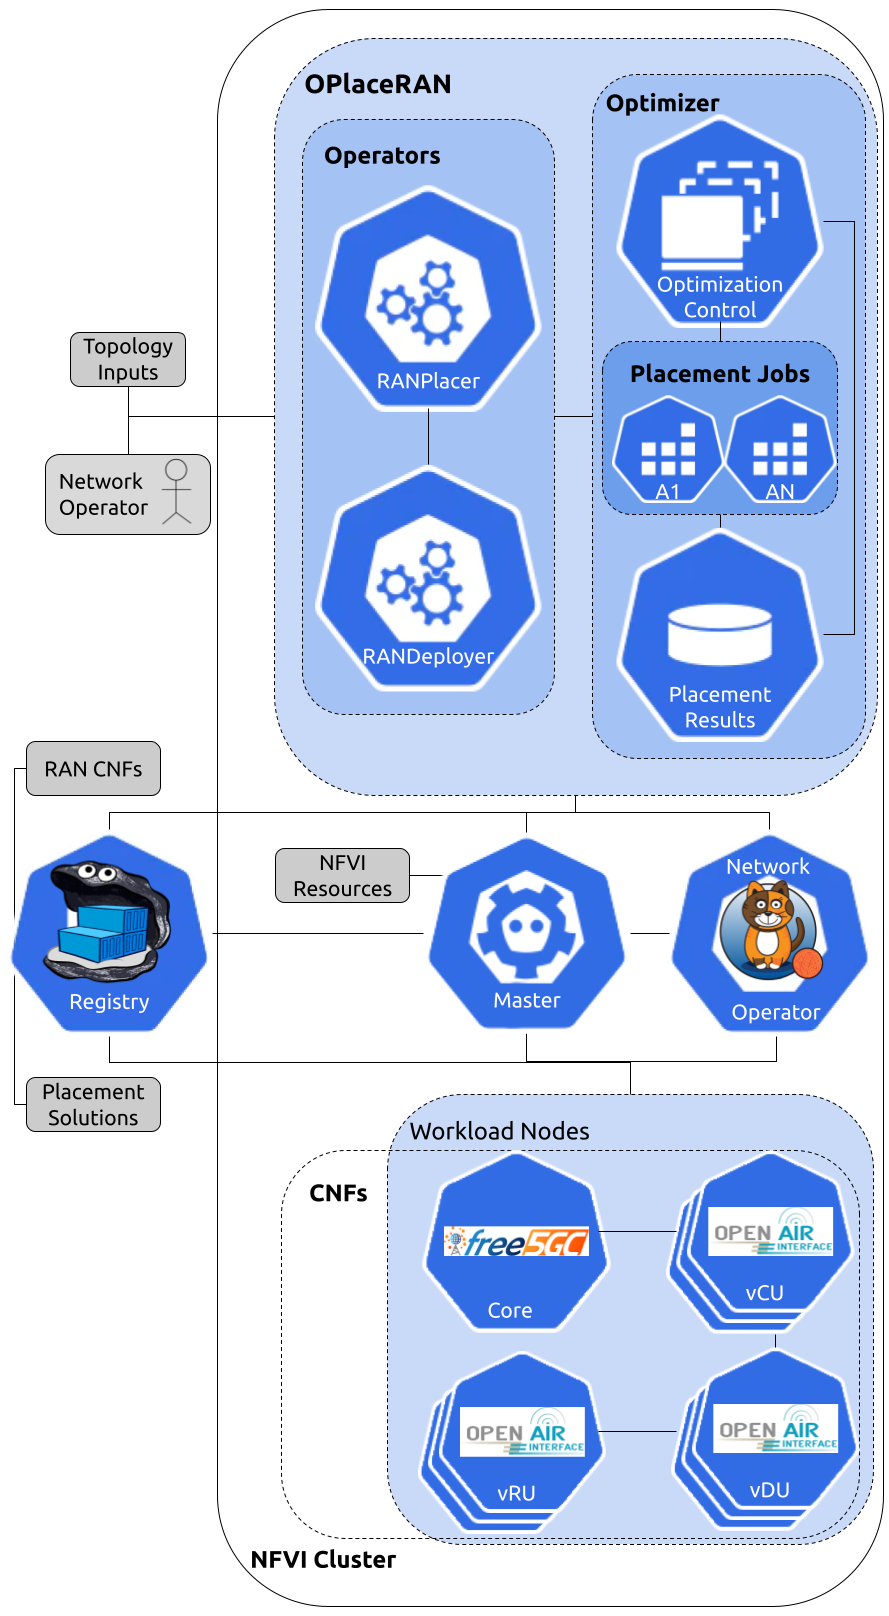 OPlaceRAN
Optimizer
Operators
Optimization
Control
Topology
Inputs
RANPlacer
Placement Jobs
Network
Operator
A1
AN
RANDeployer
Placement
Results
RAN CNFs
NFVI
Resources
Network
Registry
Master
Operator
Placement
Solutions
Workload Nodes
CNFs
free5GC
OPEN AIR
INTERFACE
Core
vCU
OPEN AIR
INTERFACE
OPEN AIR
INTERFACE
vRU
vDU
NFVI Cluster